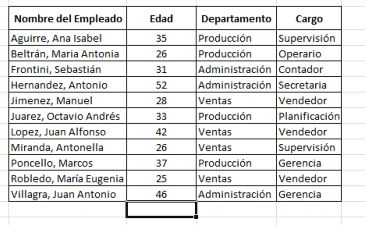 Nombre del Empleado Edad Departamento Cargo
Aguirre, Ana Isabel 35 Producción Supervisión
Beltrán, Maria Antonia 26 Producción Operario
Frontini, Sebastián 31 Administración Contador
Hernandez, Antonio 52 Administración Secretaria
Jimenez, Manuel 28 Ventas Vendedor
Juarez, Octavio Andrés 33 Producción Planificación
Lopez, Juan Alfonso 42 Ventas Vendedor
Miranda, Antonella 26 Ventas Supervisión
Poncello, Marcos 37 Producción Gerencia
Robledo, María Eugenia 25 Ventas Vendedor
Villagra, Juan Antonio 46 Administración Gerencia